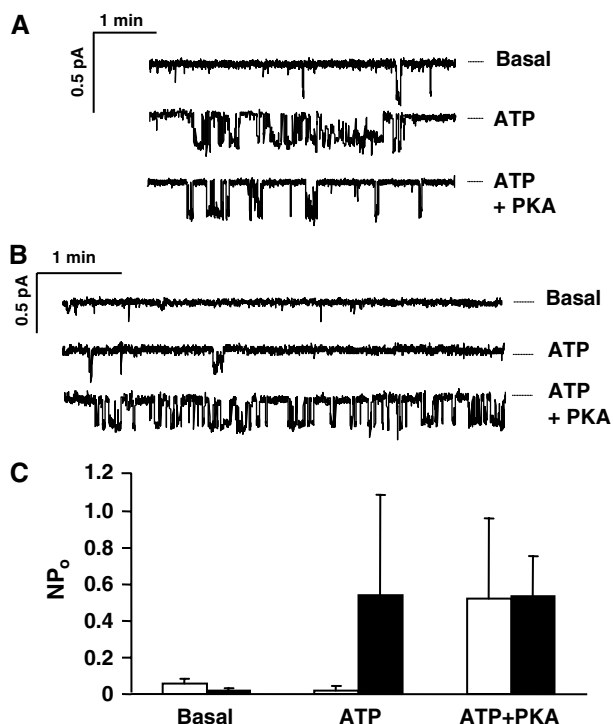 A
1 min
0.5 pA
Basal
ATP
ATP
+ PKA
B
1 min
0.5 pA
Basal
ATP
ATP
+ PKA
C
NPo
1.2
1.0
0.8
0.6
0.4
0.2
0
Basal
ATP
ATP+PKA